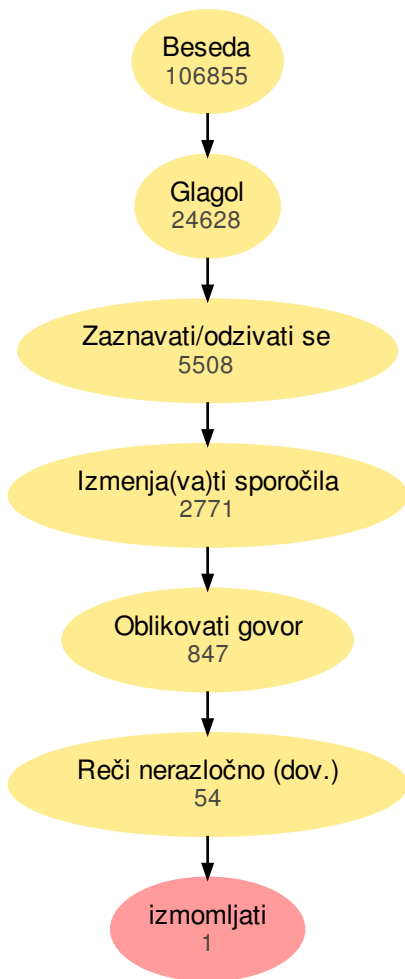 Beseda
106855
Glagol
24628
Zaznavati/odzivati se
5508
Izmenja(va)ti sporočila
2771
Oblikovati govor
847
Reči nerazločno (dov.)
54
izmomljati
1